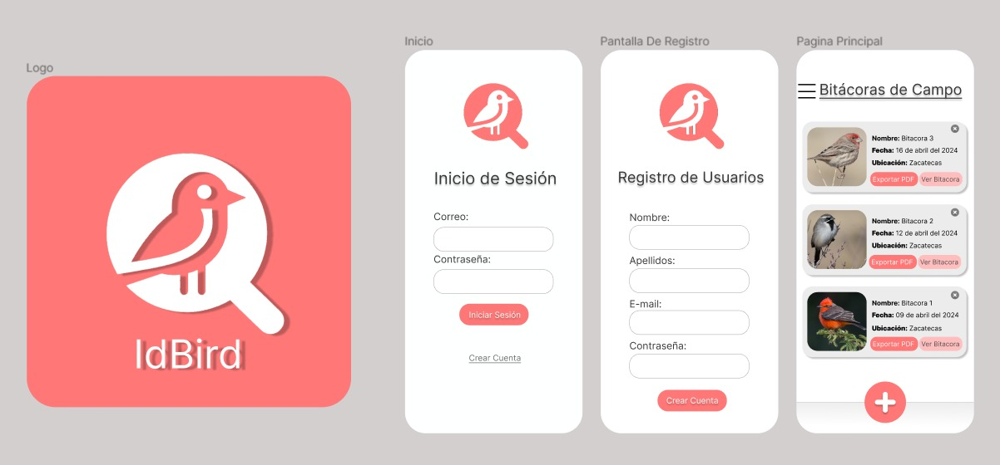 Logo
IdBird
Inicio
Inicio de Sesión
Correo:
Contraseña:
Iniciar Sesión
Crear Cuenta
Pantalla De Registro
Registro de Usuarios
Nombre:
Apellidos:
E-mail:
Contraseña:
Crear Cuenta
Pagina Principal
Bitácoras de Campo
Nombre: Bitacora 3
Fecha: 16 de abril del 2024
Ubicación: Zacatecas
Exportar PDF Ver Bitacora
Nombre: Bitacora 2
Fecha: 12 de abril del 2024
Ubicación: Zacatecas
Exportar PDF Ver Bitacora
Nombre: Bitacora 1
Fecha: 09 de abril del 2024
Ubicación: Zacatecas
Exportar PDF Ver Bitacora